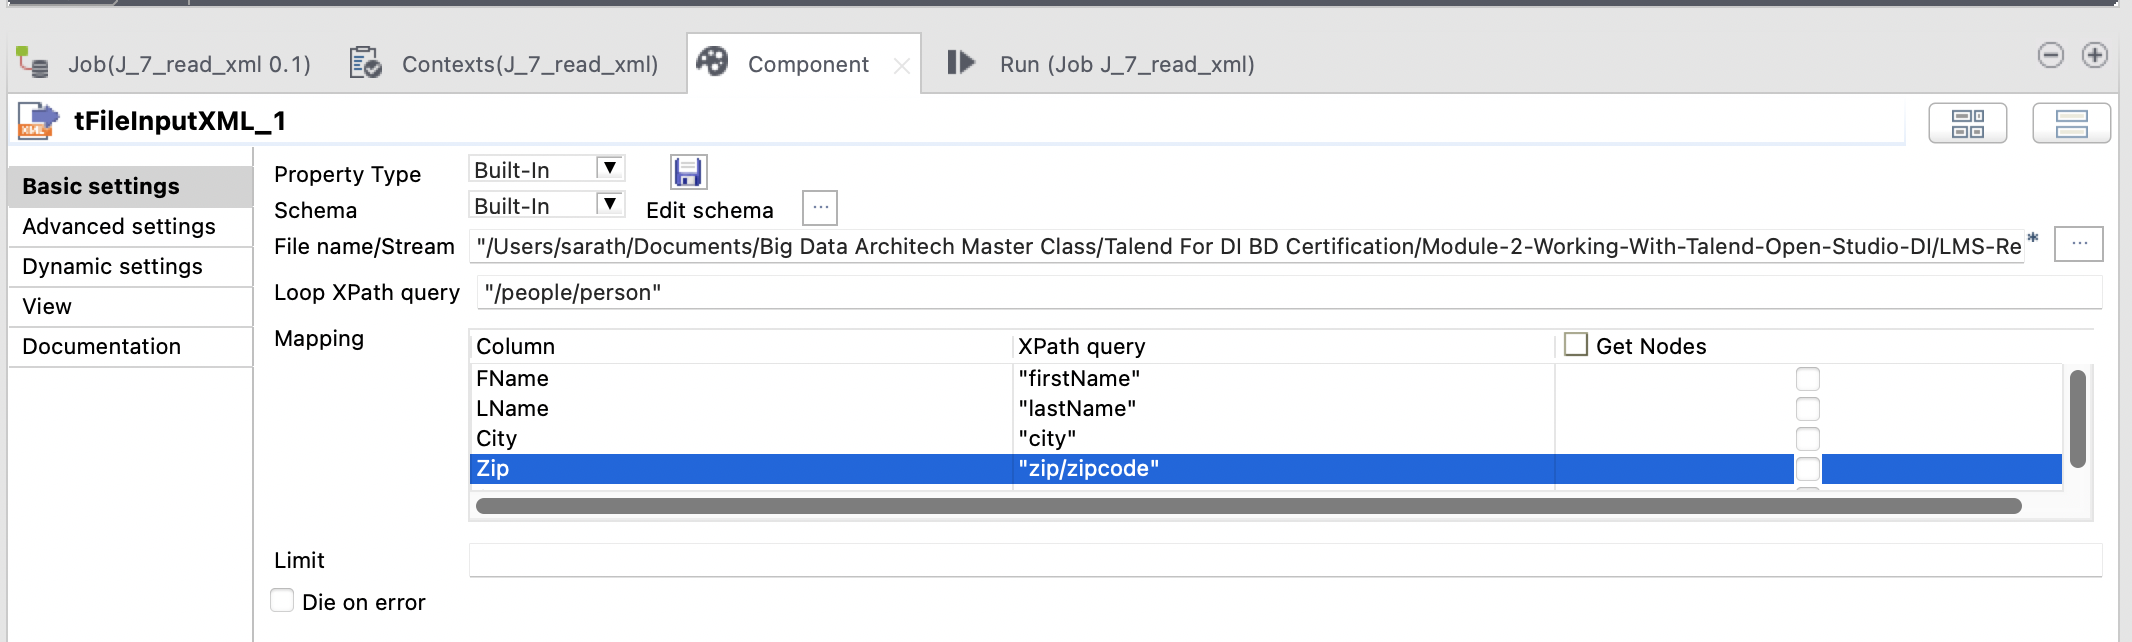 Job(J_7_read_xml 0.1) Contexts(J_7_read_xml) Component Run (Job J_7_read_xml)
XML tFileInputXML_1
Basic settings
Advanced settings
Dynamic settings
View
Documentation
Property Type Built-In
Schema Built-In Edit schema ...
File name/Stream "/Users/sarath/Documents/Big Data Architech Master Class/Talend For DI BD Certification/Module-2-Working-With-Talend-Open-Studio-DI/LMS-Re * ...
Loop XPath query "/people/person"
Mapping
Column XPath query Get Nodes
FName "firstName"
LName "lastName"
City "city"
Zip "zip/zipcode"
Limit
Die on error